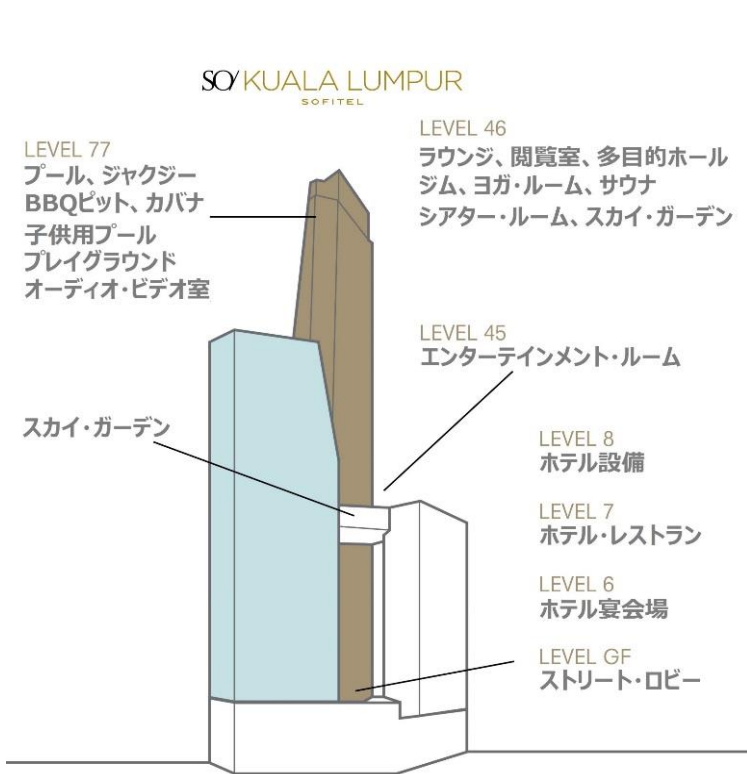 SO/ KUALA LUMPUR
SOFITEL
LEVEL 77
プール、ジャクジー
BBQピット、カバナ
子供用プール
プレイグラウンド
オーディオ・ビデオ室
LEVEL 46
ラウンジ、閲覧室、多目的ホール
ジム、ヨガ・ルーム、サウナ
シアター・ルーム、スカイ・ガーデン
LEVEL 45
エンターテインメント・ルーム
スカイ・ガーデン
LEVEL 8
ホテル設備
LEVEL 7
ホテル・レストラン
LEVEL 6
ホテル宴会場
LEVEL GF
ストリート・ロビー